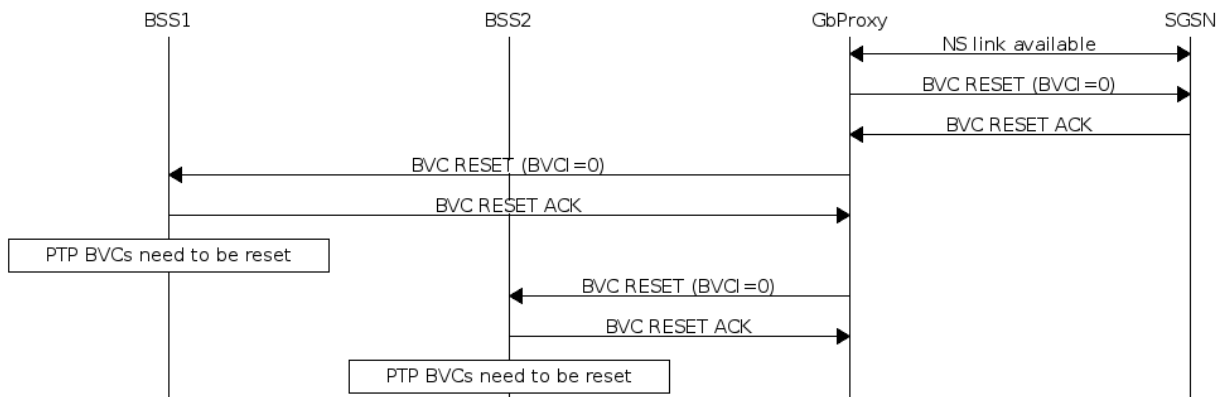 BSS1 BSS2 GbProxy SGSN
NS link available
BVC RESET (BVCI=0)
BVC RESET ACK
BVC RESET (BVCI=0)
BVC RESET ACK
PTP BVCs need to be reset
BVC RESET (BVCI=0)
BVC RESET ACK
PTP BVCs need to be reset